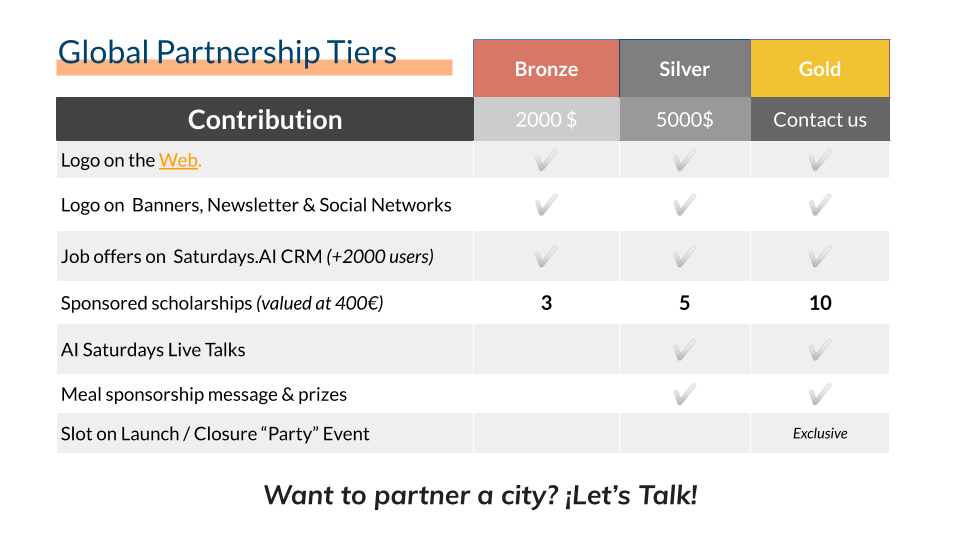 Global Partnership Tiers
Bronze Silver Gold
Contribution 2000 $ 5000$ Contact us
Logo on the Web. ✔ ✔ ✔
Logo on Banners, Newsletter & Social Networks ✔ ✔ ✔
Job offers on Saturdays.AI CRM (+2000 users) ✔ ✔ ✔
Sponsored scholarships (valued at 400€) 3 5 10
AI Saturdays Live Talks ✔ ✔
Meal sponsorship message & prizes ✔ ✔
Slot on Launch / Closure “Party” Event Exclusive
Want to partner a city? ¡Let’s Talk!